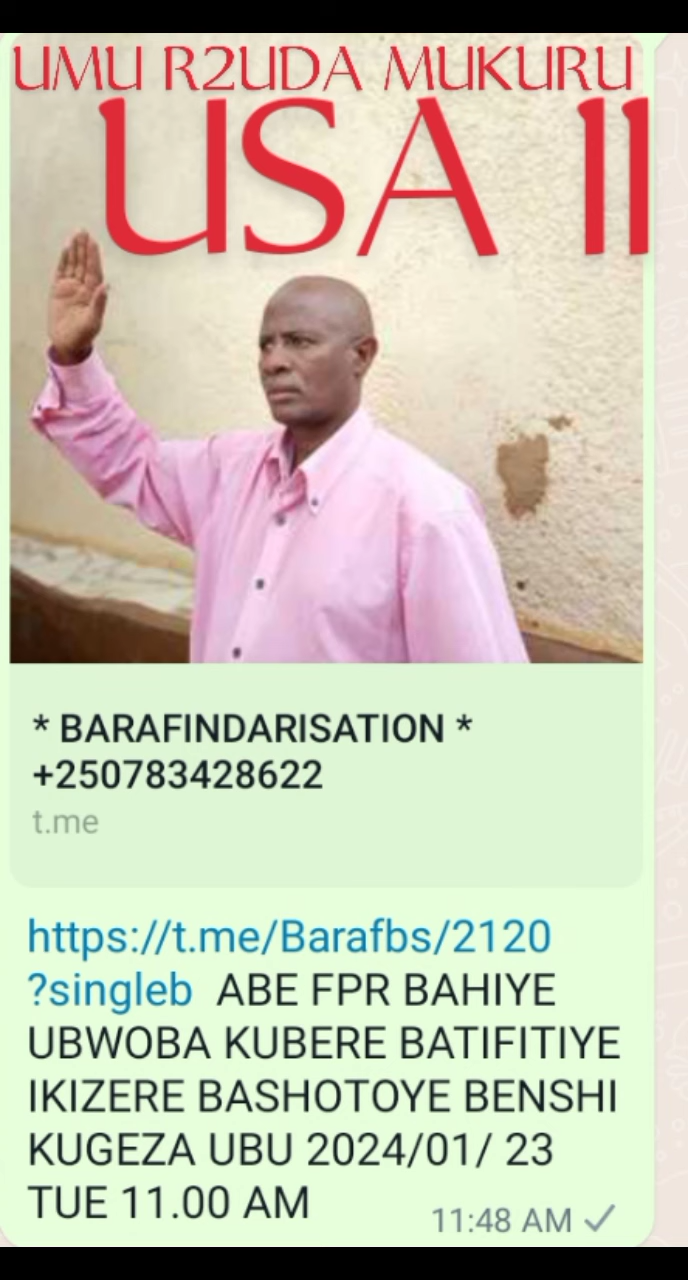 UMU R2UDA MUKURU
USA II
* BARAFINDARISATION *
+250783428622
t.me
https://t.me/Barafbs/2120
?singleb ABE FPR BAHIYE
UBWOBA KUBERE BATIFITIYE
IKIZERE BASHOTOYE BENSHI
KUGEZA UBU 2024/01/ 23
TUE 11.00 AM
11:48 AM